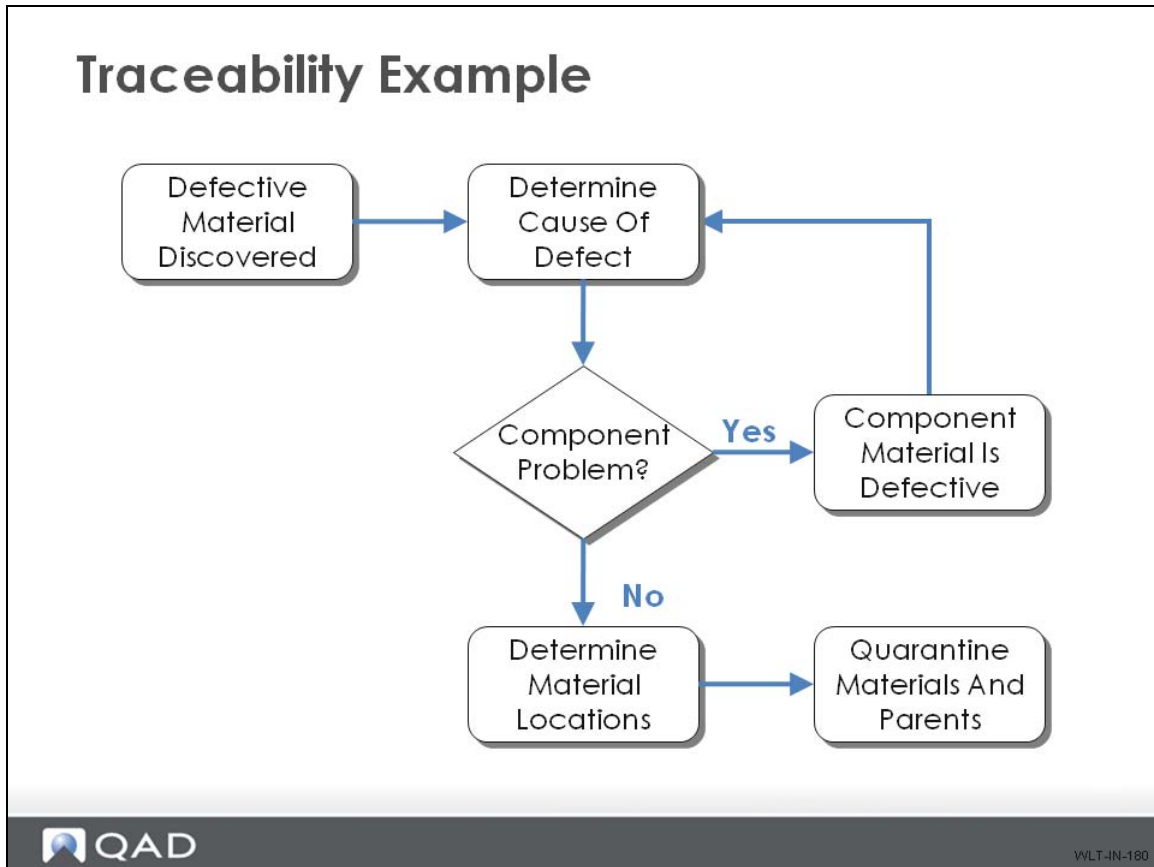 Traceability Example
Defective
Material
Discovered
Determine
Cause Of
Defect
Component
Problem?
Yes
Component
Material Is
Defective
No
Determine
Material
Locations
Quarantine
Materials And
Parents
QAD
WLT-IN-180